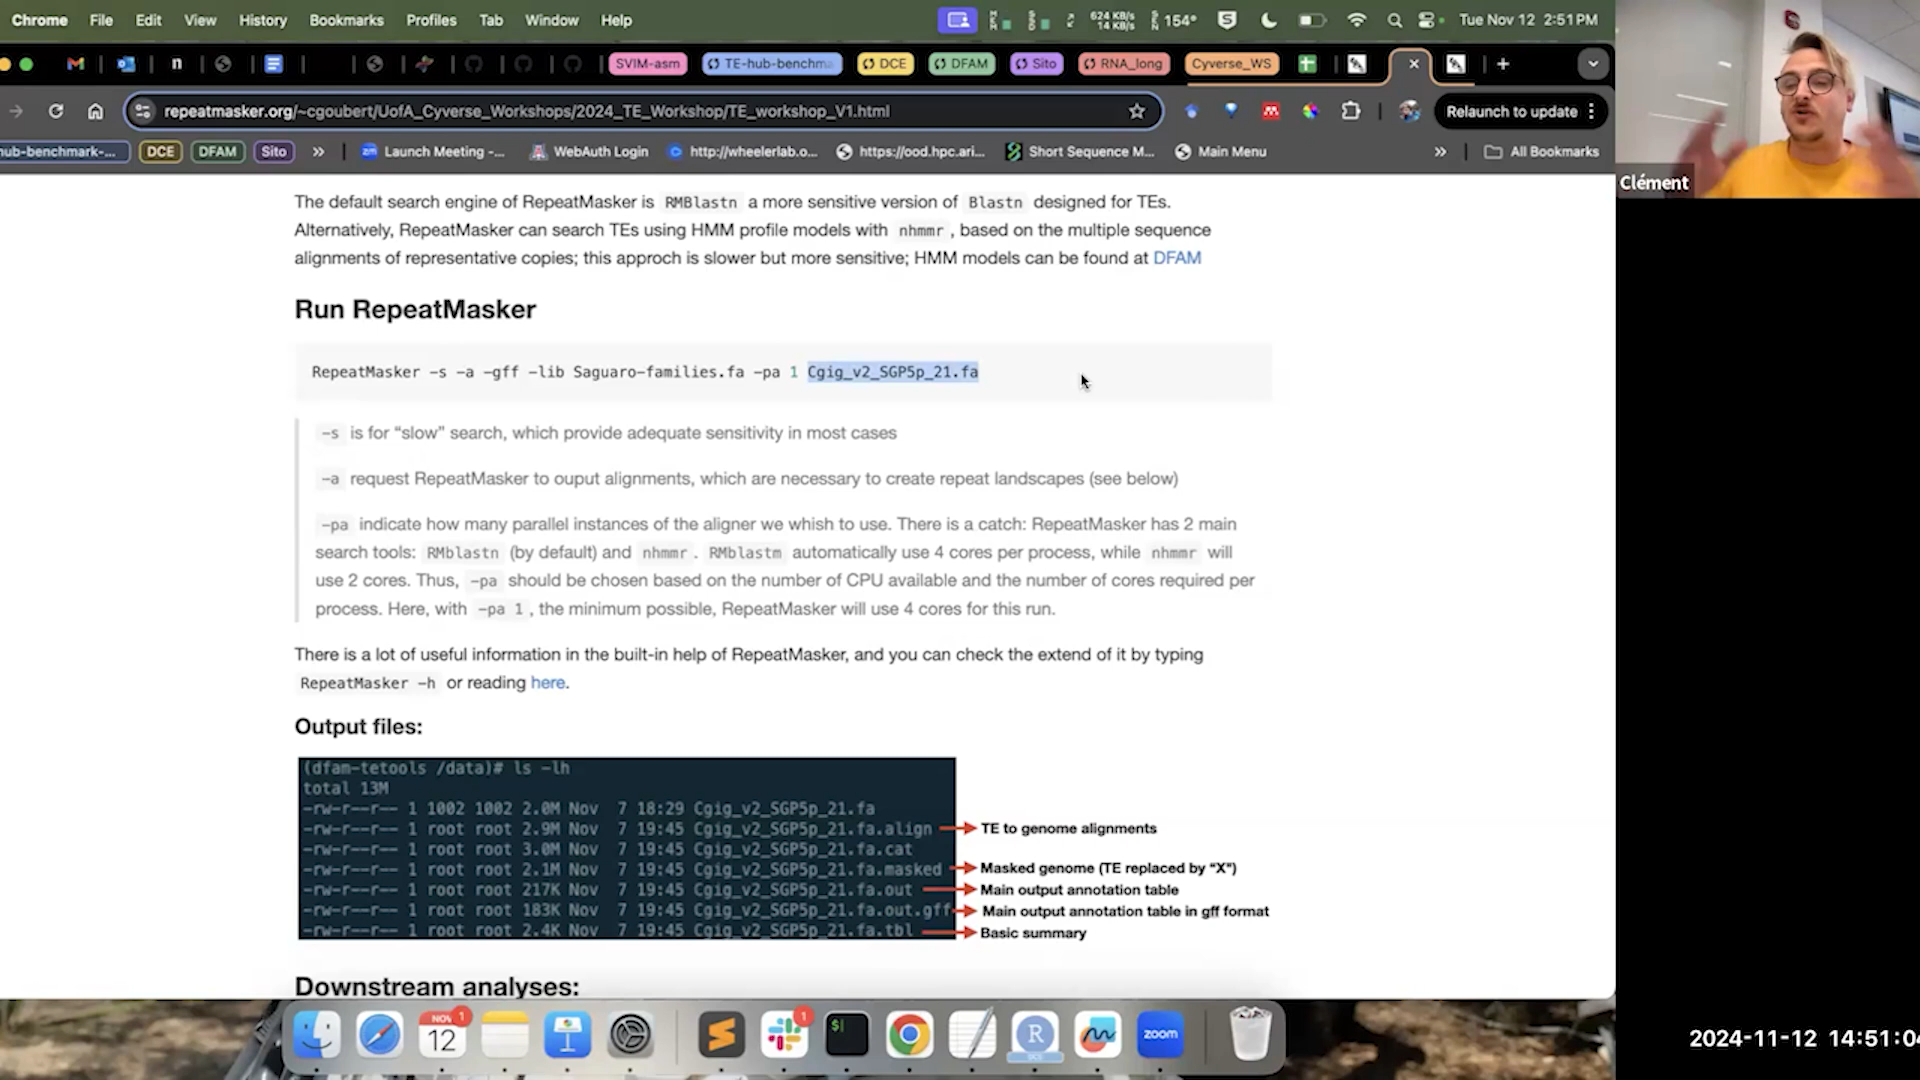 Chrome File Edit View History Bookmarks Profiles Tab Window Help 624 KB/s 14 KB/s 154° Tue Nov 12 2:51 PM
SVIM-asm TE-hub-benchma DCE DFAM Sito RNA_long Cyverse_WS
repeatmasker.org/~cgoubert/UofA_Cyverse_Workshops/2024_TE_Workshop/TE_workshop_V1.html Relaunch to update
hub-benchmark-... DCE DFAM Sito » Launch Meeting -... WebAuth Login http://wheelerlab.o... https://ood.hpc.ari... Short Sequence M... Main Menu » All Bookmarks
Clément
The default search engine of RepeatMasker is RMBlastn a more sensitive version of Blastn designed for TEs.
Alternatively, RepeatMasker can search TEs using HMM profile models with nhmmr , based on the multiple sequence
alignments of representative copies; this approch is slower but more sensitive; HMM models can be found at DFAM
Run RepeatMasker
RepeatMasker -s -a -gff -lib Saguaro-families.fa -pa 1 Cgig_v2_SGP5p_21.fa
-s is for “slow” search, which provide adequate sensitivity in most cases
-a request RepeatMasker to ouput alignments, which are necessary to create repeat landscapes (see below)
-pa indicate how many parallel instances of the aligner we whish to use. There is a catch: RepeatMasker has 2 main
search tools: RMblastn (by default) and nhmmr . RMblastm automatically use 4 cores per process, while nhmmr will
use 2 cores. Thus, -pa should be chosen based on the number of CPU available and the number of cores required per
process. Here, with -pa 1 , the minimum possible, RepeatMasker will use 4 cores for this run.
There is a lot of useful information in the built-in help of RepeatMasker, and you can check the extend of it by typing
RepeatMasker -h or reading here.
Output files:
(dfam-tetools /data)# ls -lh
total 13M
-rw-r--r-- 1 1002 1002 2.0M Nov 7 18:29 Cgig_v2_SGP5p_21.fa
-rw-r--r-- 1 root root 2.9M Nov 7 19:45 Cgig_v2_SGP5p_21.fa.align TE to genome alignments
-rw-r--r-- 1 root root 3.0M Nov 7 19:45 Cgig_v2_SGP5p_21.fa.cat
-rw-r--r-- 1 root root 2.1M Nov 7 19:45 Cgig_v2_SGP5p_21.fa.masked Masked genome (TE replaced by “X”)
-rw-r--r-- 1 root root 217K Nov 7 19:45 Cgig_v2_SGP5p_21.fa.out Main output annotation table
-rw-r--r-- 1 root root 183K Nov 7 19:45 Cgig_v2_SGP5p_21.fa.out.gff Main output annotation table in gff format
-rw-r--r-- 1 root root 2.4K Nov 7 19:45 Cgig_v2_SGP5p_21.fa.tbl Basic summary
Downstream analyses:
NOV 12 1 1 $ R zoom
2024-11-12 14:51:04